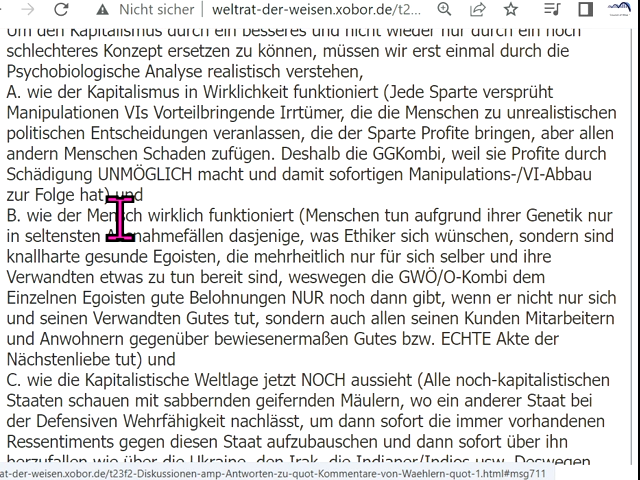 Nicht sicher | weltrat-der-weisen.xobor.de/t2...
Um den Kapitalismus durch ein besseres und nicht wieder nur durch ein noch
schlechteres Konzept ersetzen zu können, müssen wir erst einmal durch die
Psychobiologische Analyse realistisch verstehen,
A. wie der Kapitalismus in Wirklichkeit funktioniert (Jede Sparte versprüht
Manipulationen VIs Vorteilbringende Irrtümer, die die Menschen zu unrealistischen
politischen Entscheidungen veranlassen, die der Sparte Profite bringen, aber allen
andern Menschen Schaden zufügen. Deshalb die GGKombi, weil sie Profite durch
Schädigung UNMÖGLICH macht und damit sofortigen Manipulations-/VI-Abbau
zur Folge hat) und
B. wie der Mensch wirklich funktioniert (Menschen tun aufgrund ihrer Genetik nur
in seltensten Ausnahmefällen dasjenige, was Ethiker sich wünschen, sondern sind
knallharte gesunde Egoisten, die mehrheitlich nur für sich selber und ihre
Verwandten etwas zu tun bereit sind, weswegen die GWÖ/O-Kombi dem
Einzelnen Egoisten gute Belohnungen NUR noch dann gibt, wenn er nicht nur sich
und seinen Verwandten Gutes tut, sondern auch allen seinen Kunden Mitarbeitern
und Anwohnern gegenüber bewiesenermaßen Gutes bzw. ECHTE Akte der
Nächstenliebe tut) und
C. wie die Kapitalistische Weltlage jetzt NOCH aussieht (Alle noch-kapitalistischen
Staaten schauen mit sabbernden geifernden Mäulern, wo ein anderer Staat bei
der Defensiven Wehrfähigkeit nachlässt, um dann sofort die immer vorhandenen
Ressentiments gegen diesen Staat aufzubauschen und dann sofort über ihn
herzufallen wie über die Ukraine, den Irak, die Indianer/Indios usw. Deswegen
at-der-weisen.xobor.de/t23f2-Diskussionen-amp-Antworten-zu-quot-Kommentare-von-Waehlern-quot-1.html#msg711